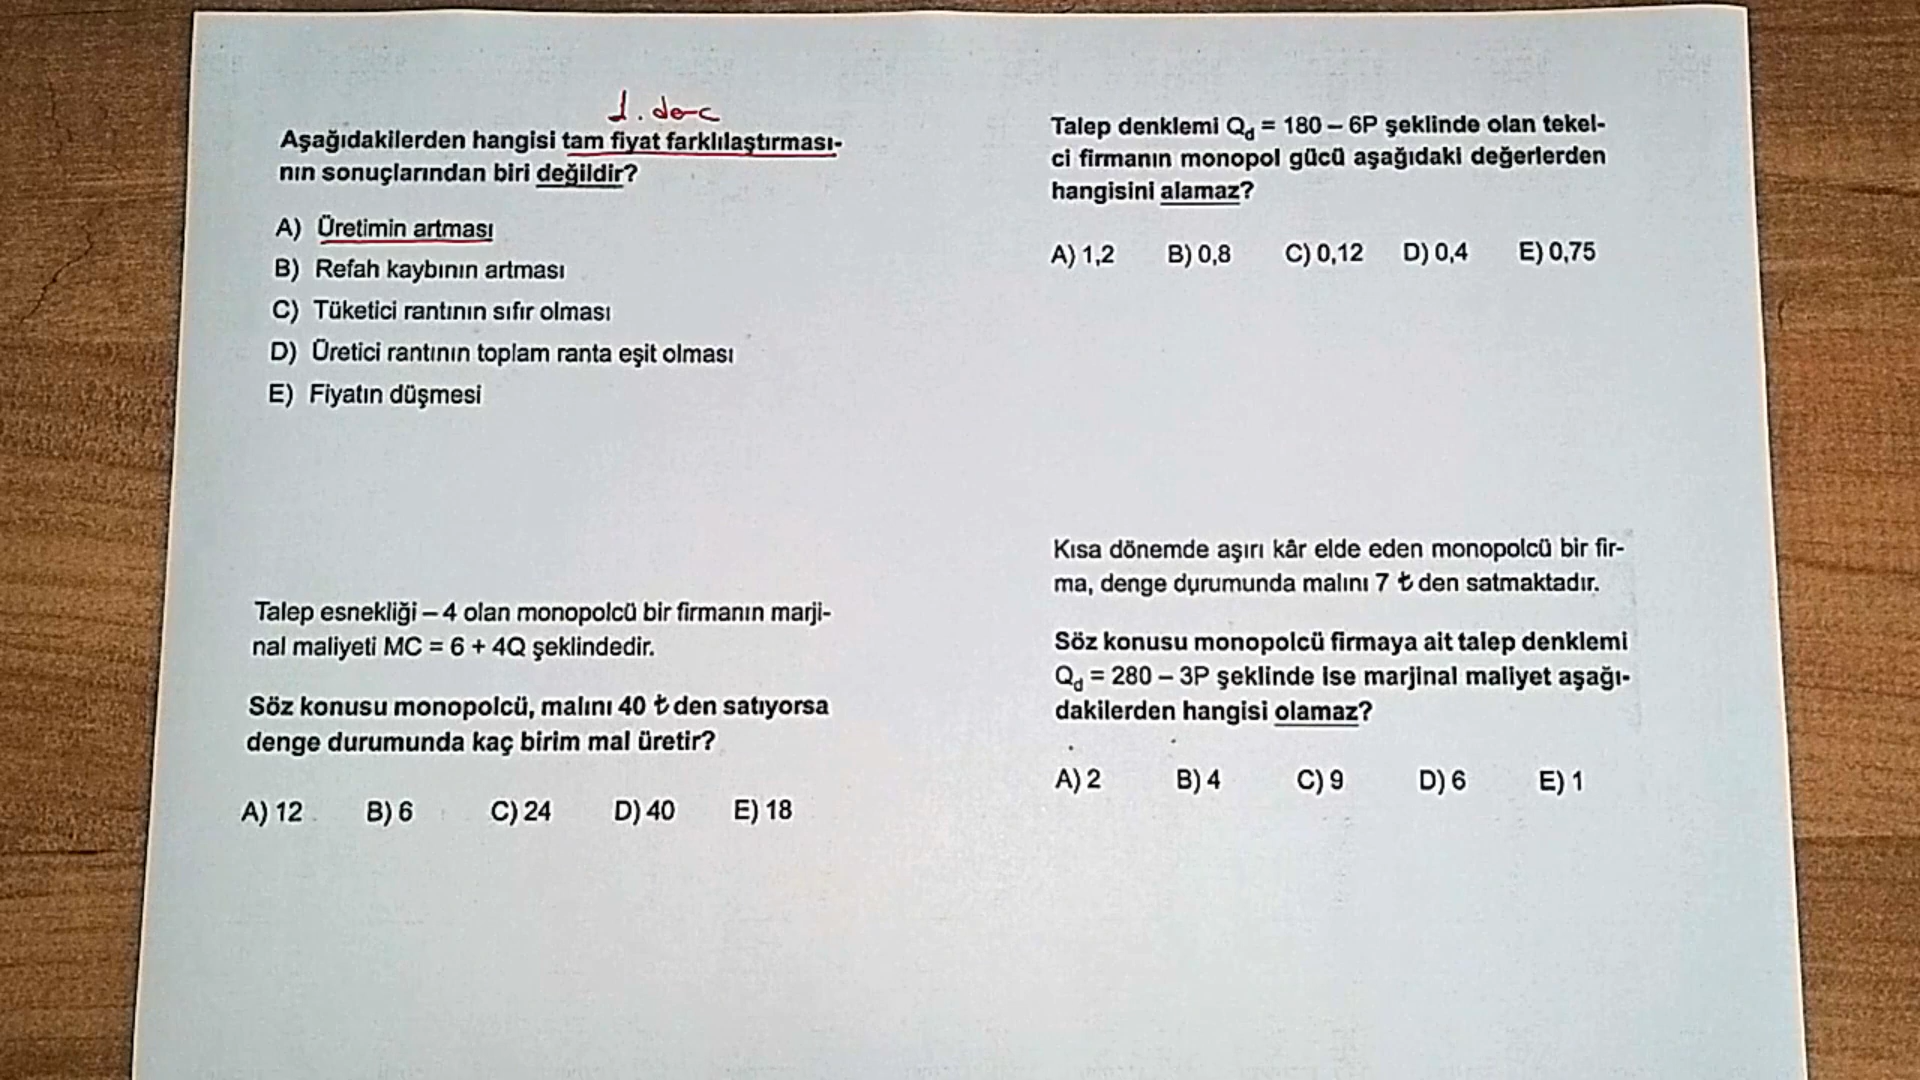 1. derc
Aşağıdakilerden hangisi tam fiyat farklılaştırması-
nın sonuçlarından biri değildir?
A) Üretimin artması
B) Refah kaybının artması
C) Tüketici rantının sıfır olması
D) Üretici rantının toplam ranta eşit olması
E) Fiyatın düşmesi
Talep esnekliği – 4 olan monopolcü bir firmanın marji-
nal maliyeti MC = 6 + 4Q şeklindedir.
Söz konusu monopolcü, malını 40 ₺ den satıyorsa
denge durumunda kaç birim mal üretir?
A) 12 B) 6 C) 24 D) 40 E) 18
Talep denklemi Qd = 180 – 6P şeklinde olan tekel-
ci firmanın monopol gücü aşağıdaki değerlerden
hangisini alamaz?
A) 1,2 B) 0,8 C) 0,12 D) 0,4 E) 0,75
Kısa dönemde aşırı kâr elde eden monopolcü bir fir-
ma, denge durumunda malını 7 ₺ den satmaktadır.
Söz konusu monopolcü firmaya ait talep denklemi
Qd = 280 – 3P şeklinde ise marjinal maliyet aşağı-
dakilerden hangisi olamaz?
A) 2 B) 4 C) 9 D) 6 E) 1